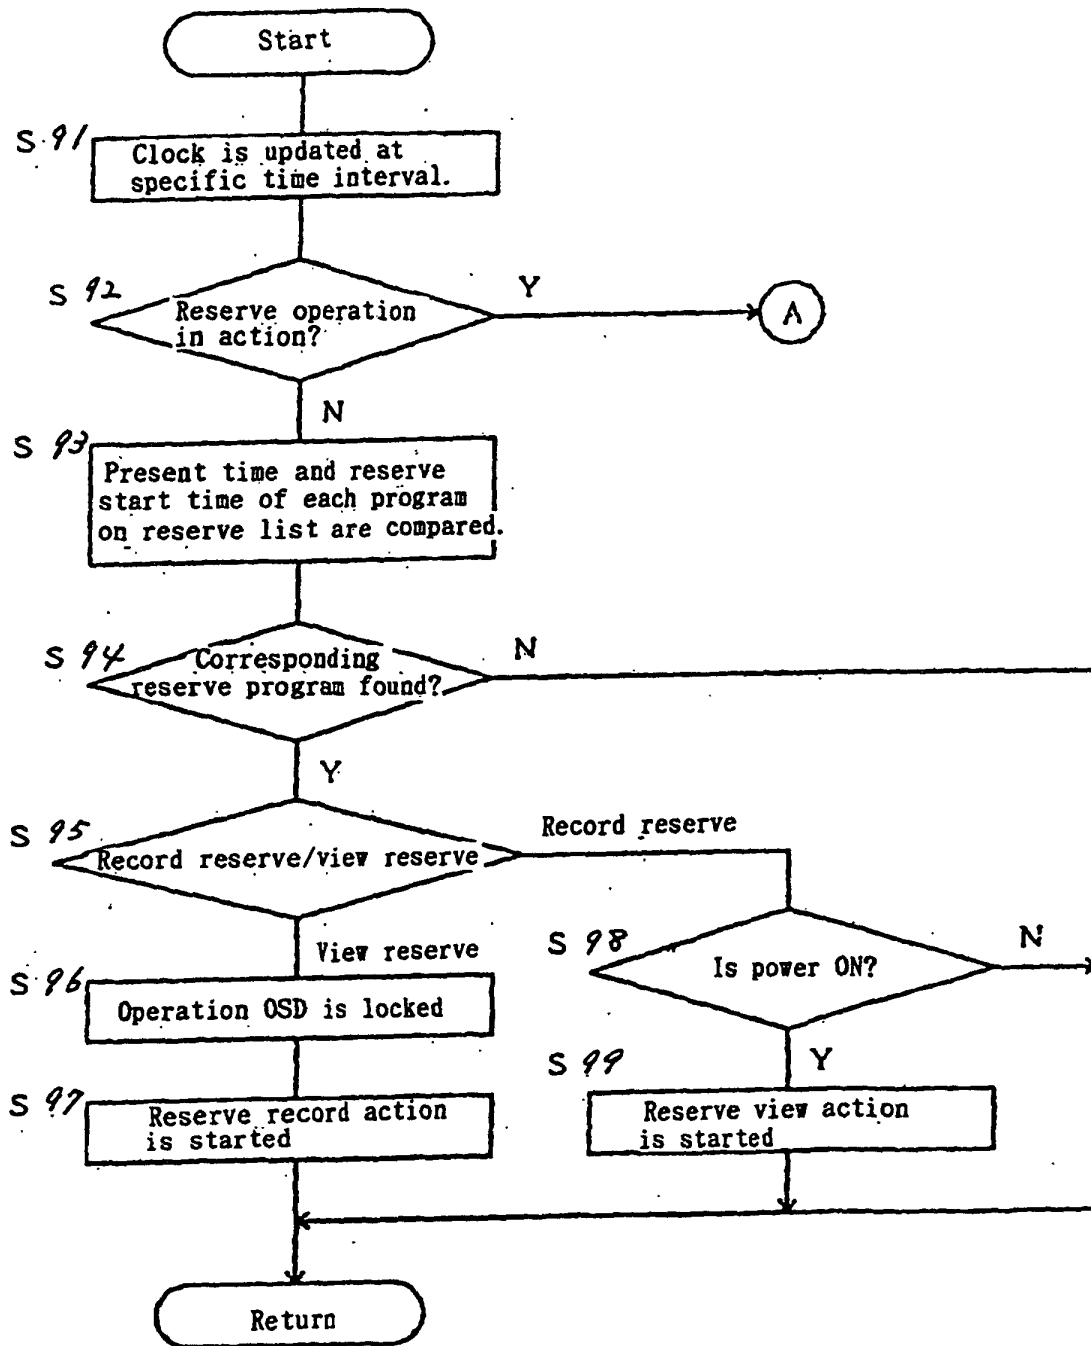 Start
S 91
Clock is updated at
specific time interval.
S 92
Reserve operation
in action?
Y
A
N
S 93
Present time and reserve
start time of each program
on reserve list are compared.
S 94
Corresponding
reserve program found?
N
Y
S 95
Record reserve/view reserve
Record reserve
View reserve
S 98
Is power ON?
N
S 96
Operation OSD is locked
Y
S 99
Reserve view action
is started
S 97
Reserve record action
is started
Return